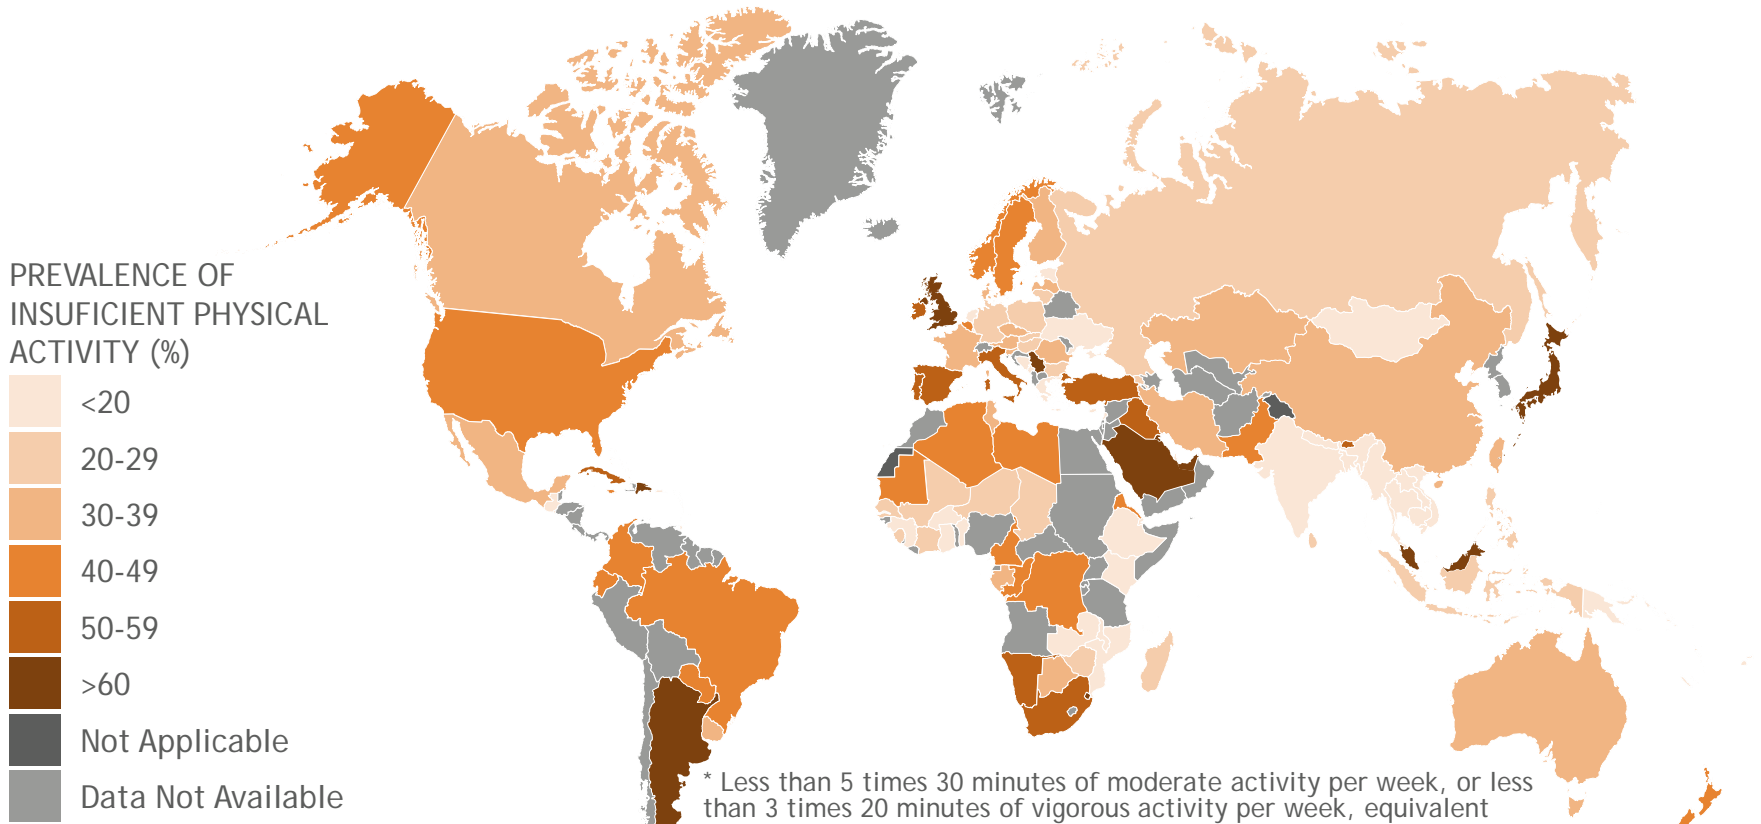 PREVALENCE OF
INSUFICIENT PHYSICAL
ACTIVITY (%)
<20
20-29
30-39
40-49
50-59
>60
Not Applicable
Data Not Available
* Less than 5 times 30 minutes of moderate activity per week, or less
than 3 times 20 minutes of vigorous activity per week, equivalent